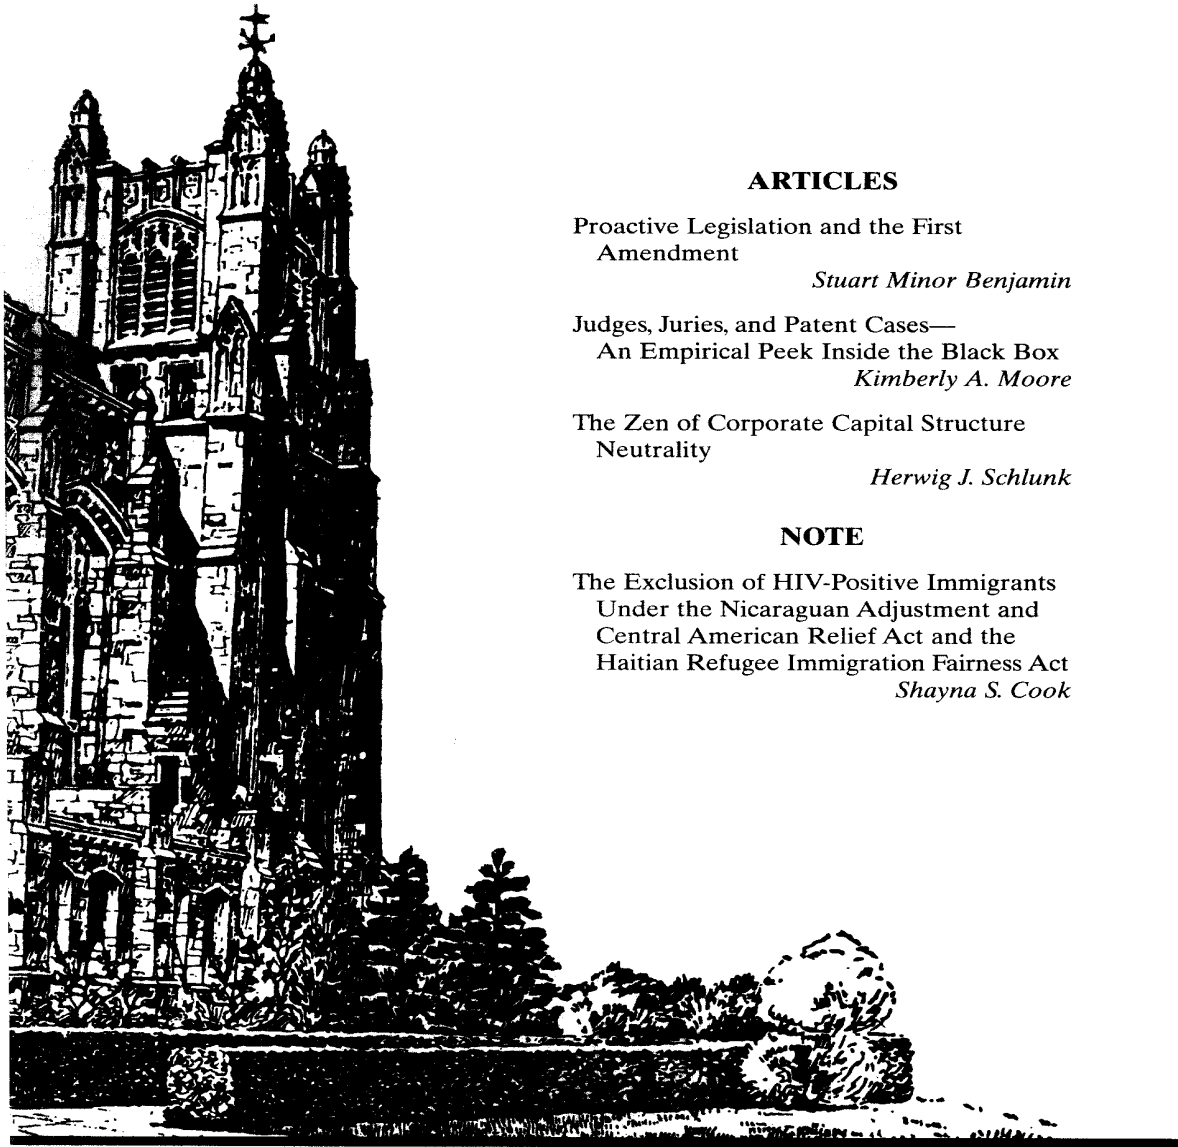 ARTICLES
Proactive Legislation and the First
Amendment
Stuart Minor Benjamin
Judges, Juries, and Patent Cases—
An Empirical Peek Inside the Black Box
Kimberly A. Moore
The Zen of Corporate Capital Structure
Neutrality
Herwig J. Schlunk
NOTE
The Exclusion of HIV-Positive Immigrants
Under the Nicaraguan Adjustment and
Central American Relief Act and the
Haitian Refugee Immigration Fairness Act
Shayna S. Cook